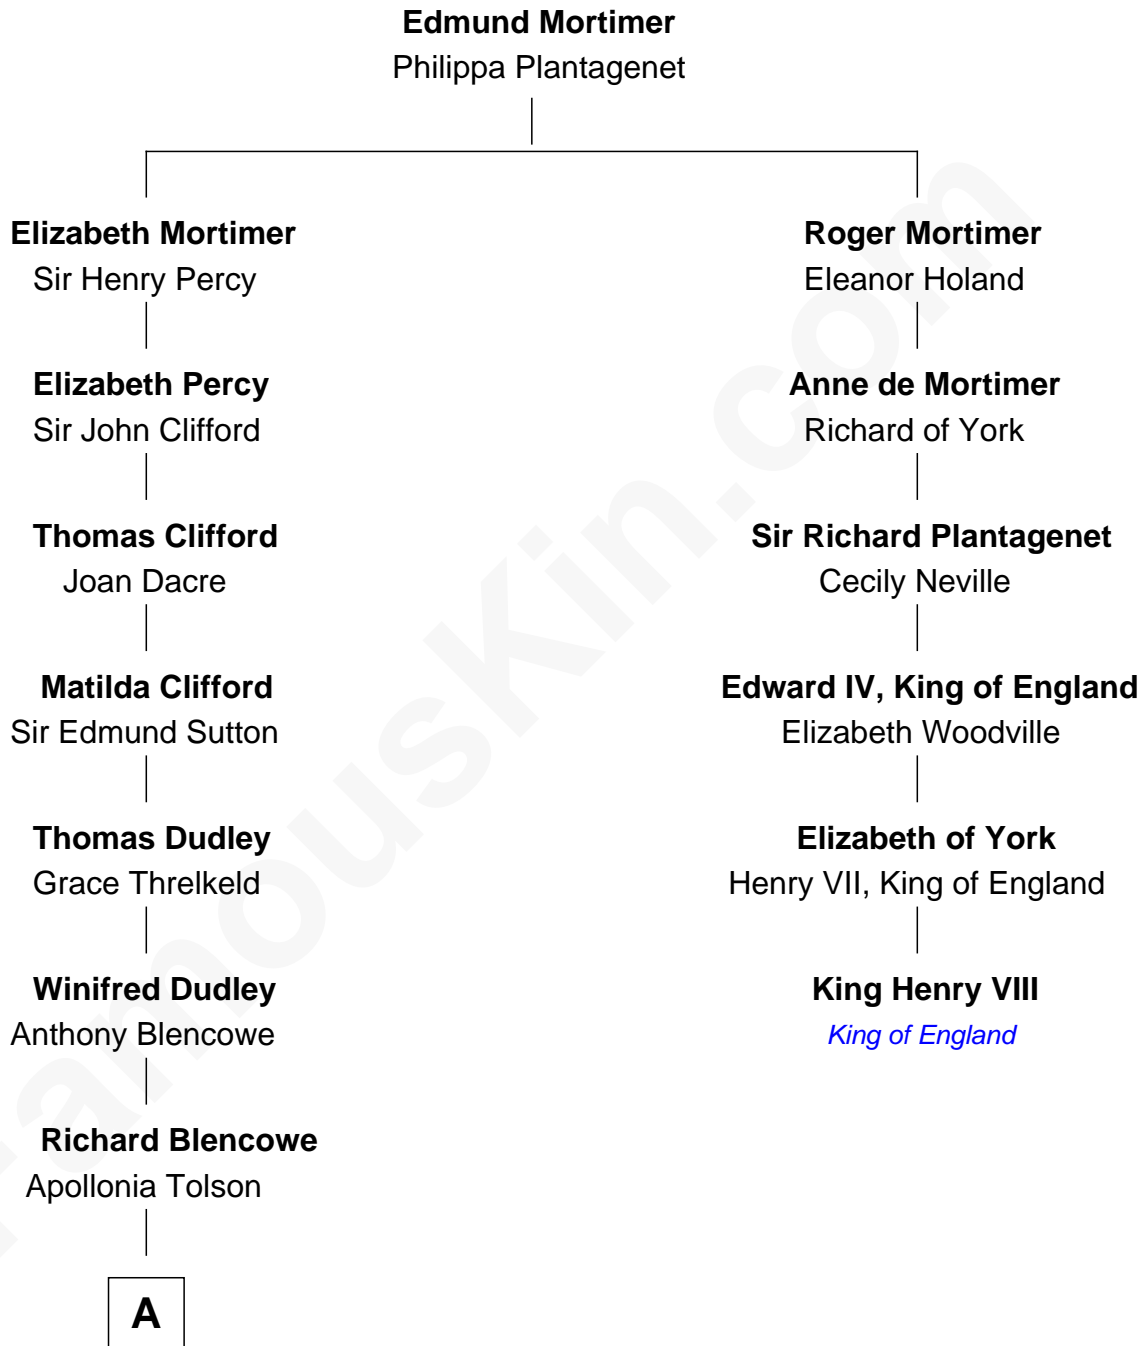 Edmund Mortimer
Philippa Plantagenet
Elizabeth Mortimer
Sir Henry Percy
Roger Mortimer
Eleanor Holand
Elizabeth Percy
Sir John Clifford
Anne de Mortimer
Richard of York
Thomas Clifford
Joan Dacre
Sir Richard Plantagenet
Cecily Neville
Matilda Clifford
Sir Edmund Sutton
Edward IV, King of England
Elizabeth Woodville
Thomas Dudley
Grace Threlkeld
Elizabeth of York
Henry VII, King of England
Winifred Dudley
Anthony Blencowe
King Henry VIII
King of England
Richard Blencowe
Apollonia Tolson
A
FamousKin.com